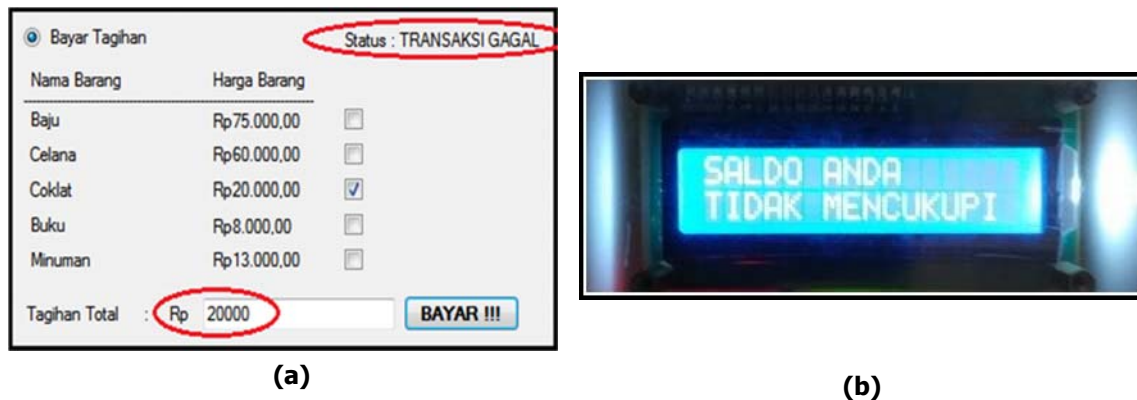 Bayar Tagihan Status : TRANSAKSI GAGAL
Nama Barang Harga Barang
Baju Rp75.000,00
Celana Rp60.000,00
Coklat Rp20.000,00
Buku Rp8.000,00
Minuman Rp13.000,00
Tagihan Total : Rp 20000 BAYAR !!!
(a)
SALDO ANDA
TIDAK MENCUKUPI
(b)